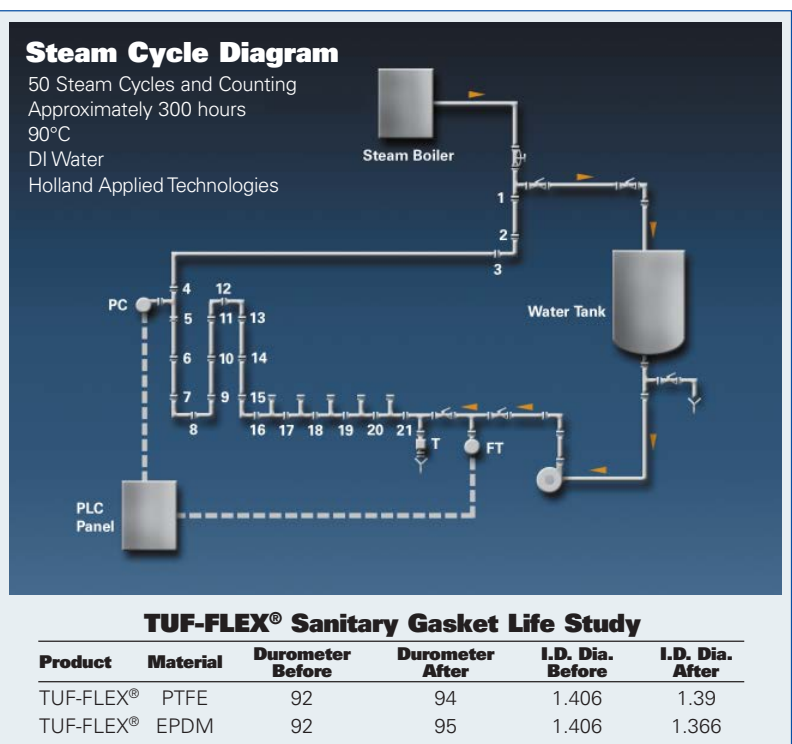 Steam Cycle Diagram
50 Steam Cycles and Counting
Approximately 300 hours
90°C
DI Water
Holland Applied Technologies
Steam Boiler
1
2
3
4
12
PC
5
11
13
6
10
14
7
9
15
8
16
17
18
19
20
21
T
FT
Water Tank
PLC
Panel
TUF-FLEX® Sanitary Gasket Life Study
Product Material Durometer Before Durometer After I.D. Dia. Before I.D. Dia. After
TUF-FLEX® PTFE 92 94 1.406 1.39
TUF-FLEX® EPDM 92 95 1.406 1.366